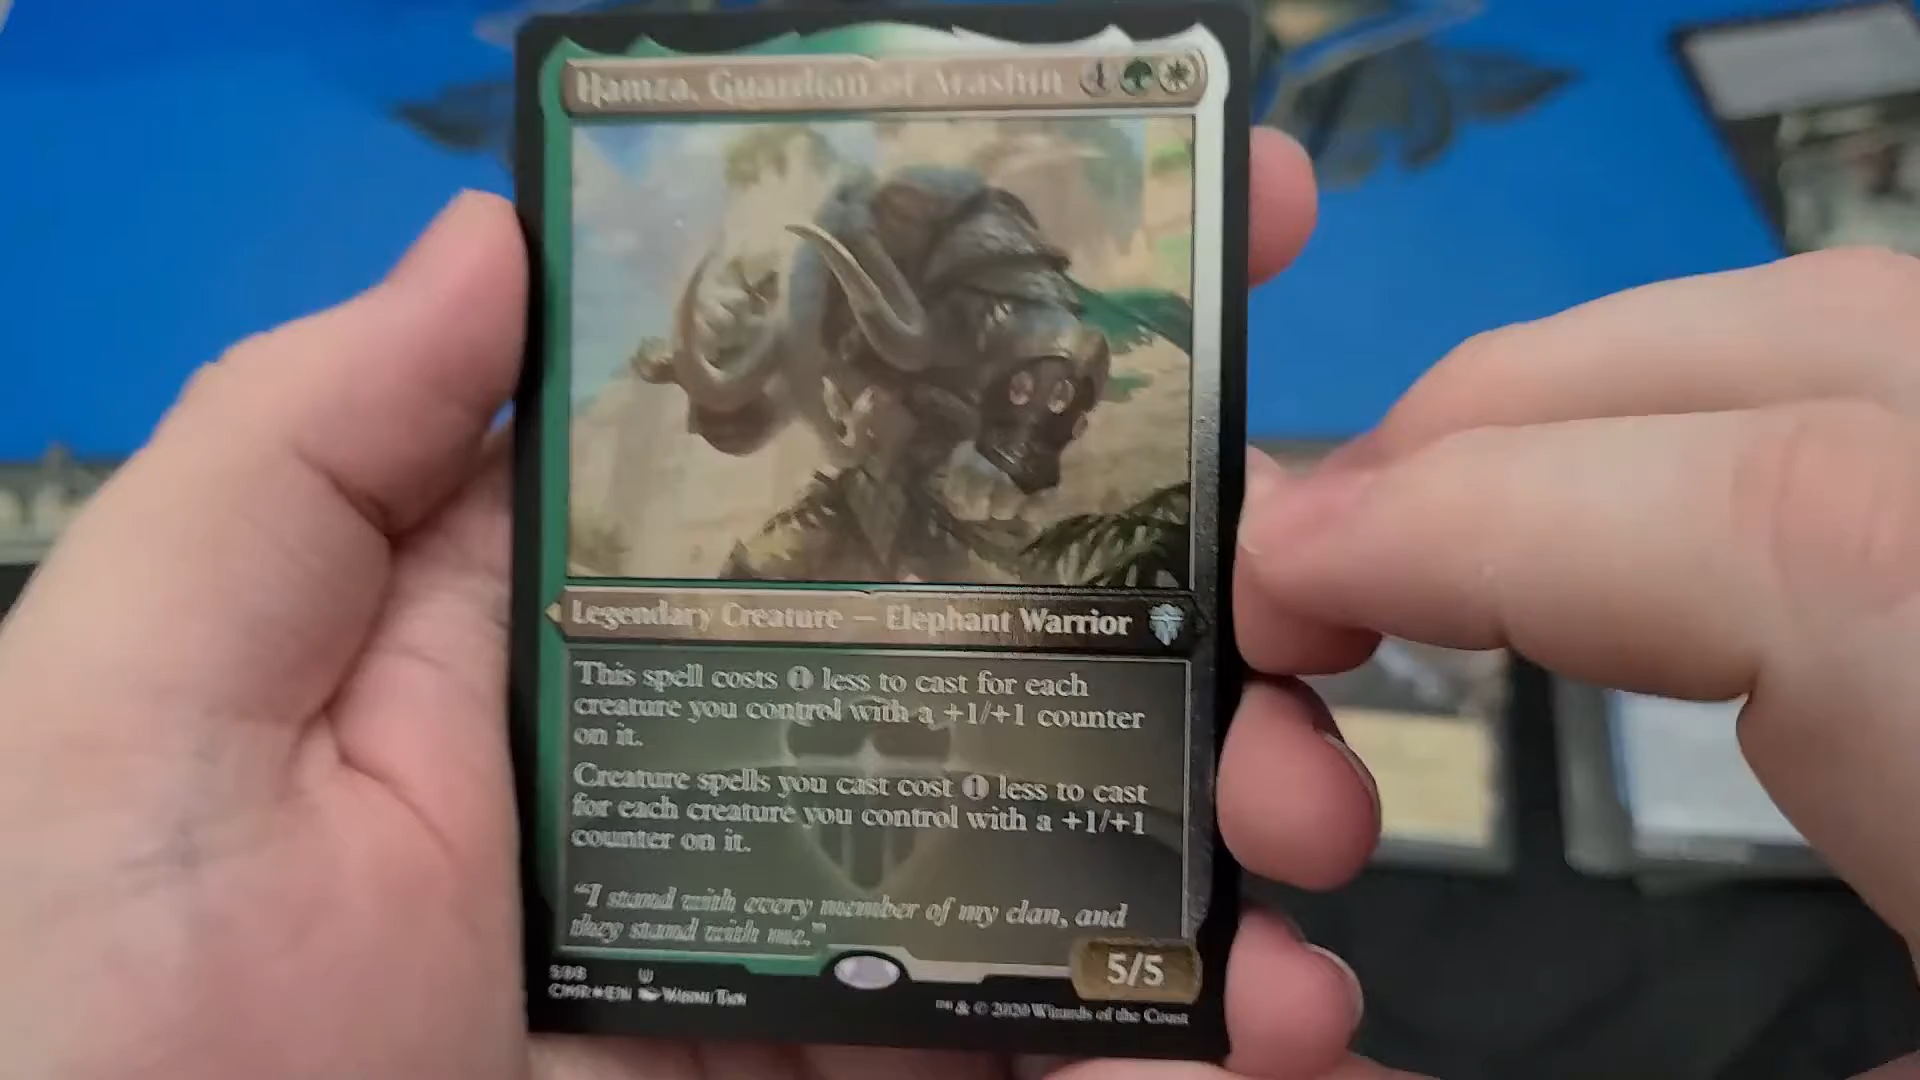 Hamza, Guardian of Arashin 4
Legendary Creature — Elephant Warrior
This spell costs 1 less to cast for each
creature you control with a +1/+1 counter
on it.
Creature spells you cast cost 1 less to cast
for each creature you control with a +1/+1
counter on it.
“I stand with every member of my clan, and
they stand with me.”
5/5
U
CMR★EN
™ & © 2020 Wizards of the Coast